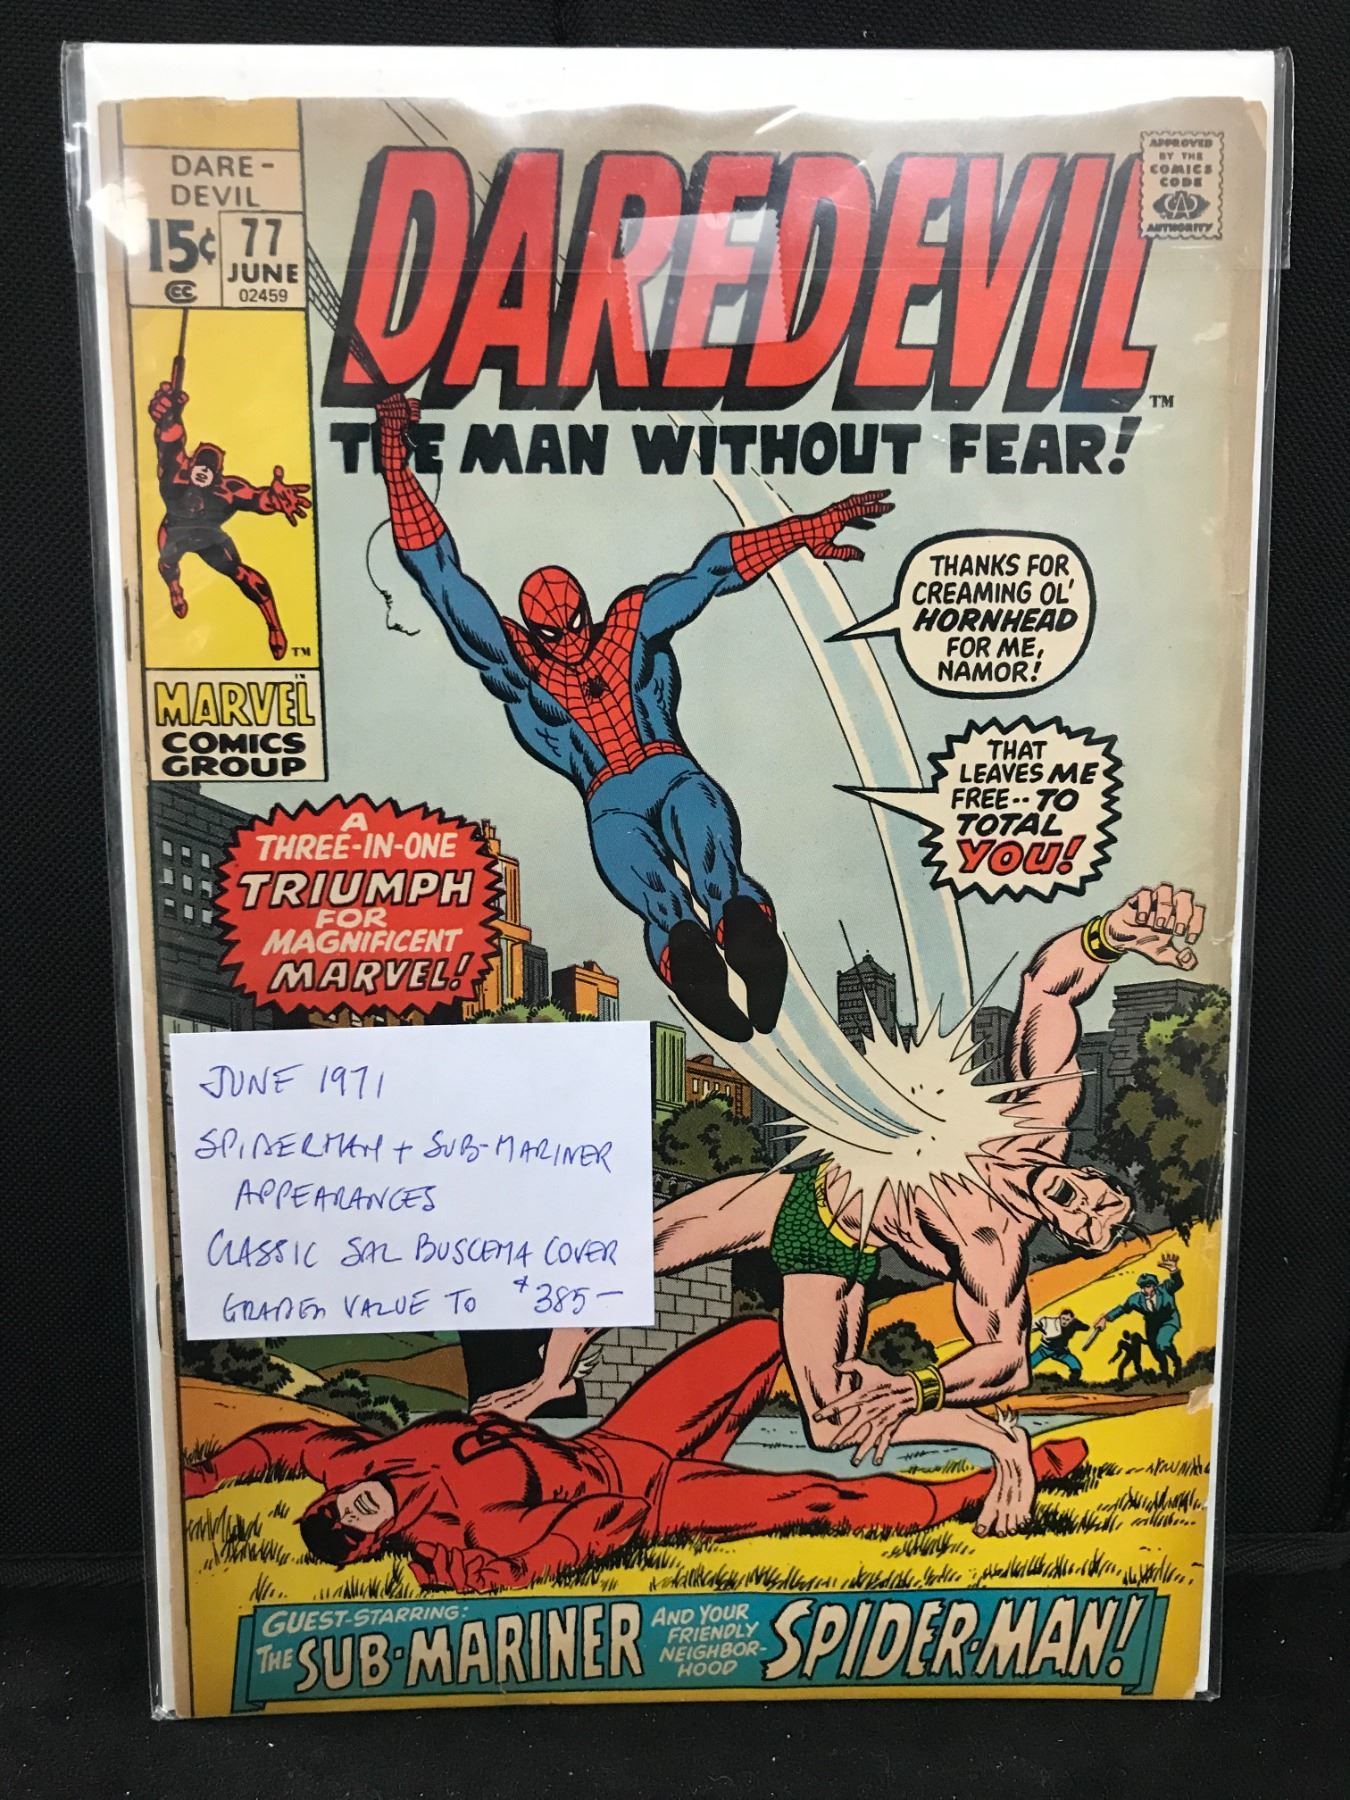 DARE-
DEVIL
15¢
CC
77
JUNE
02459
DAREDEVIL
TM
THE MAN WITHOUT FEAR!
APPROVED
BY THE
COMICS
CODE
CA
AUTHORITY
TM
MARVEL
COMICS
GROUP
THANKS FOR
CREAMING OL'
HORNHEAD
FOR ME,
NAMOR!
THAT
LEAVES ME
FREE--TO
TOTAL
YOU!
A
THREE-IN-ONE
TRIUMPH
FOR
MAGNIFICENT
MARVEL!
JUNE 1971
SPIDERMAN + SUB-MARINER
APPEARANCES
CLASSIC SAL BUSCEMA COVER
GRADED VALUE TO $385-
GUEST-STARRING:
THE SUB-MARINER
AND YOUR
FRIENDLY
NEIGHBOR-
HOOD
SPIDER-MAN!